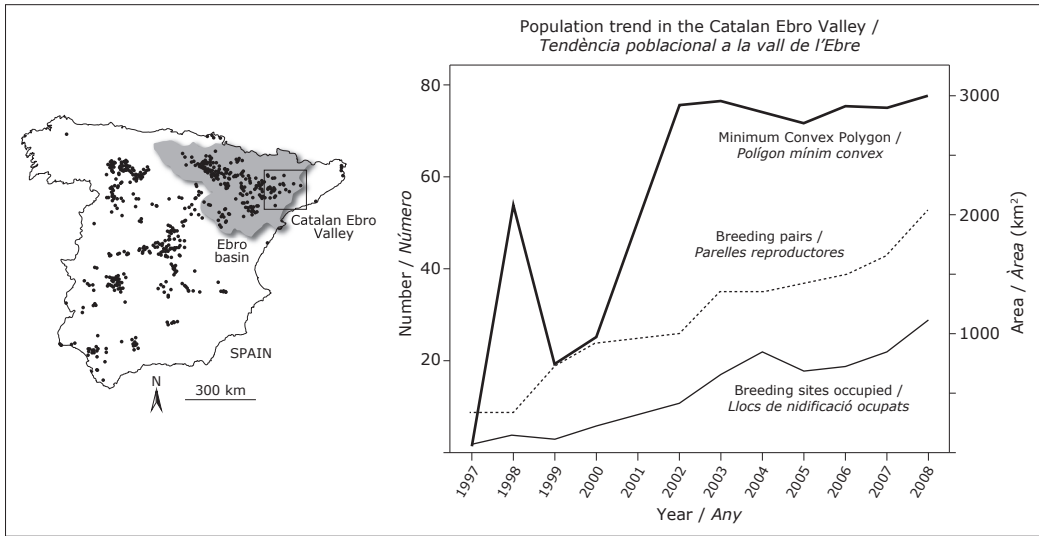 Ebro
basin
Catalan Ebro
Valley
SPAIN
N
300 km
Population trend in the Catalan Ebro Valley /
Tendència poblacional a la vall de l’Ebre
Number / Número
80
60
40
20
Minimum Convex Polygon /
Polígon mínim convex
Breeding pairs /
Parelles reproductores
Breeding sites occupied /
Llocs de nidificació ocupats
3000
2000
1000
Area / Àrea (km²)
1997
1998
1999
2000
2001
2002
2003
2004
2005
2006
2007
2008
Year / Any